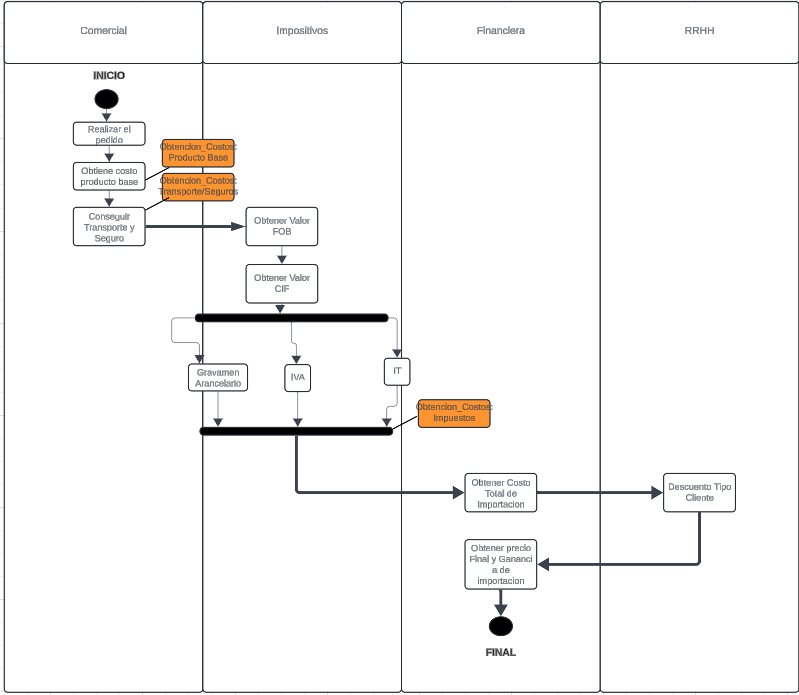 Comercial
Impositivos
Financiera
RRHH
INICIO
Realizar el
pedido
Obtiene costo
producto base
Conseguir
Transporte y
Seguro
Obtencion_Costos:
Producto Base
Obtencion_Costos:
Transporte/Seguros
Obtener Valor
FOB
Obtener Valor
CIF
Gravamen
Arancelario
IVA
IT
Obtencion_Costos:
Impuestos
Obtener Costo
Total de
Importacion
Descuento Tipo
Cliente
Obtener precio
Final y Gananci
a de
importacion
FINAL